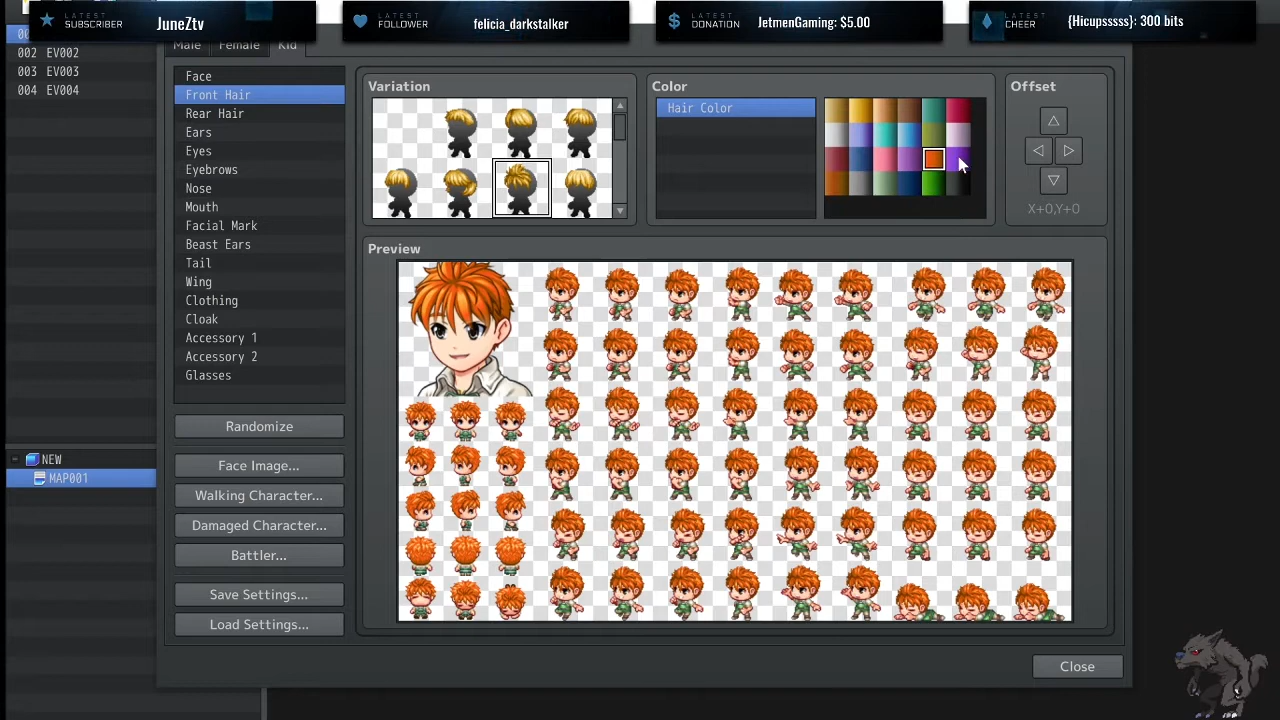 LATEST
SUBSCRIBER
JuneZtv
LATEST
FOLLOWER
felicia_darkstalker
LATEST
DONATION
JetmenGaming: $5.00
LATEST
CHEER
{Hicupsssss}: 300 bits
002 EV002
003 EV003
004 EV004
Male
Female
Kid
Face
Front Hair
Rear Hair
Ears
Eyes
Eyebrows
Nose
Mouth
Facial Mark
Beast Ears
Tail
Wing
Clothing
Cloak
Accessory 1
Accessory 2
Glasses
Randomize
Face Image...
Walking Character...
Damaged Character...
Battler...
Save Settings...
Load Settings...
Variation
Color
Hair Color
Offset
X+0,Y+0
Preview
NEW
MAP001
Close